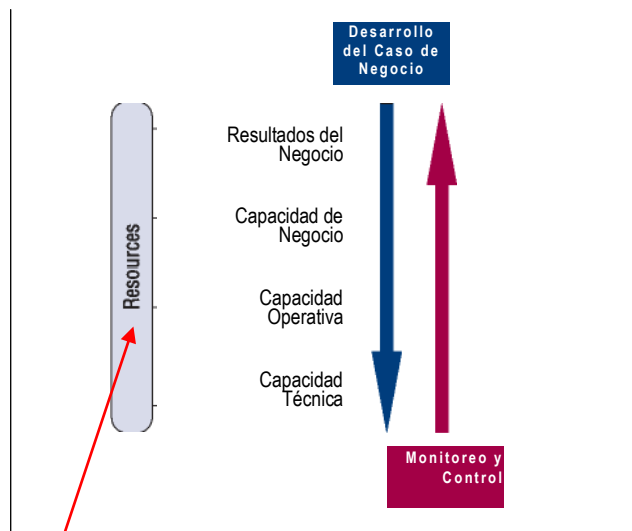 Desarrollo
del Caso de
Negocio
Resultados del
Negocio
Capacidad de
Negocio
Resources
Capacidad
Operativa
Capacidad
Técnica
Monitoreo y
Control